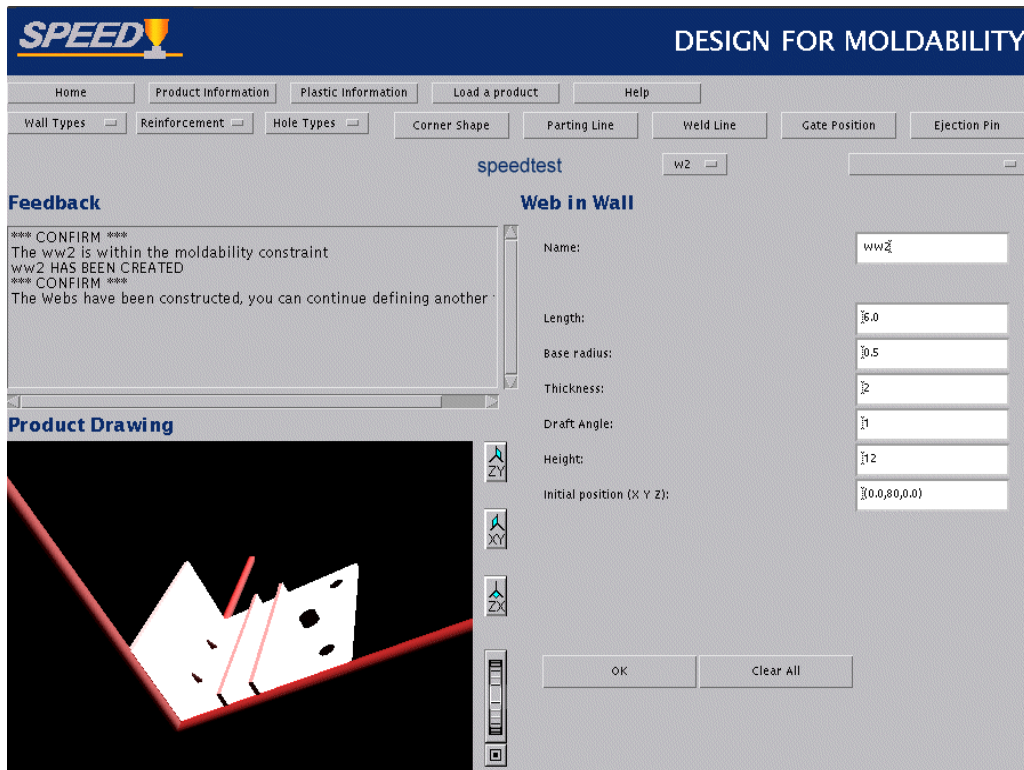 SPEED
DESIGN FOR MOLDABILITY
Home Product Information Plastic Information Load a product Help
Wall Types Reinforcement Hole Types Corner Shape Parting Line Weld Line Gate Position Ejection Pin
speedtest w2
Feedback
*** CONFIRM ***
The ww2 is within the moldability constraint
ww2 HAS BEEN CREATED
*** CONFIRM ***
The Webs have been constructed, you can continue defining another
Product Drawing
ZY
XY
ZX
Web in Wall
Name: ww2
Length: 6.0
Base radius: 0.5
Thickness: 2
Draft Angle: 1
Height: 12
Initial position (X Y Z): (0.0,80,0.0)
OK Clear All